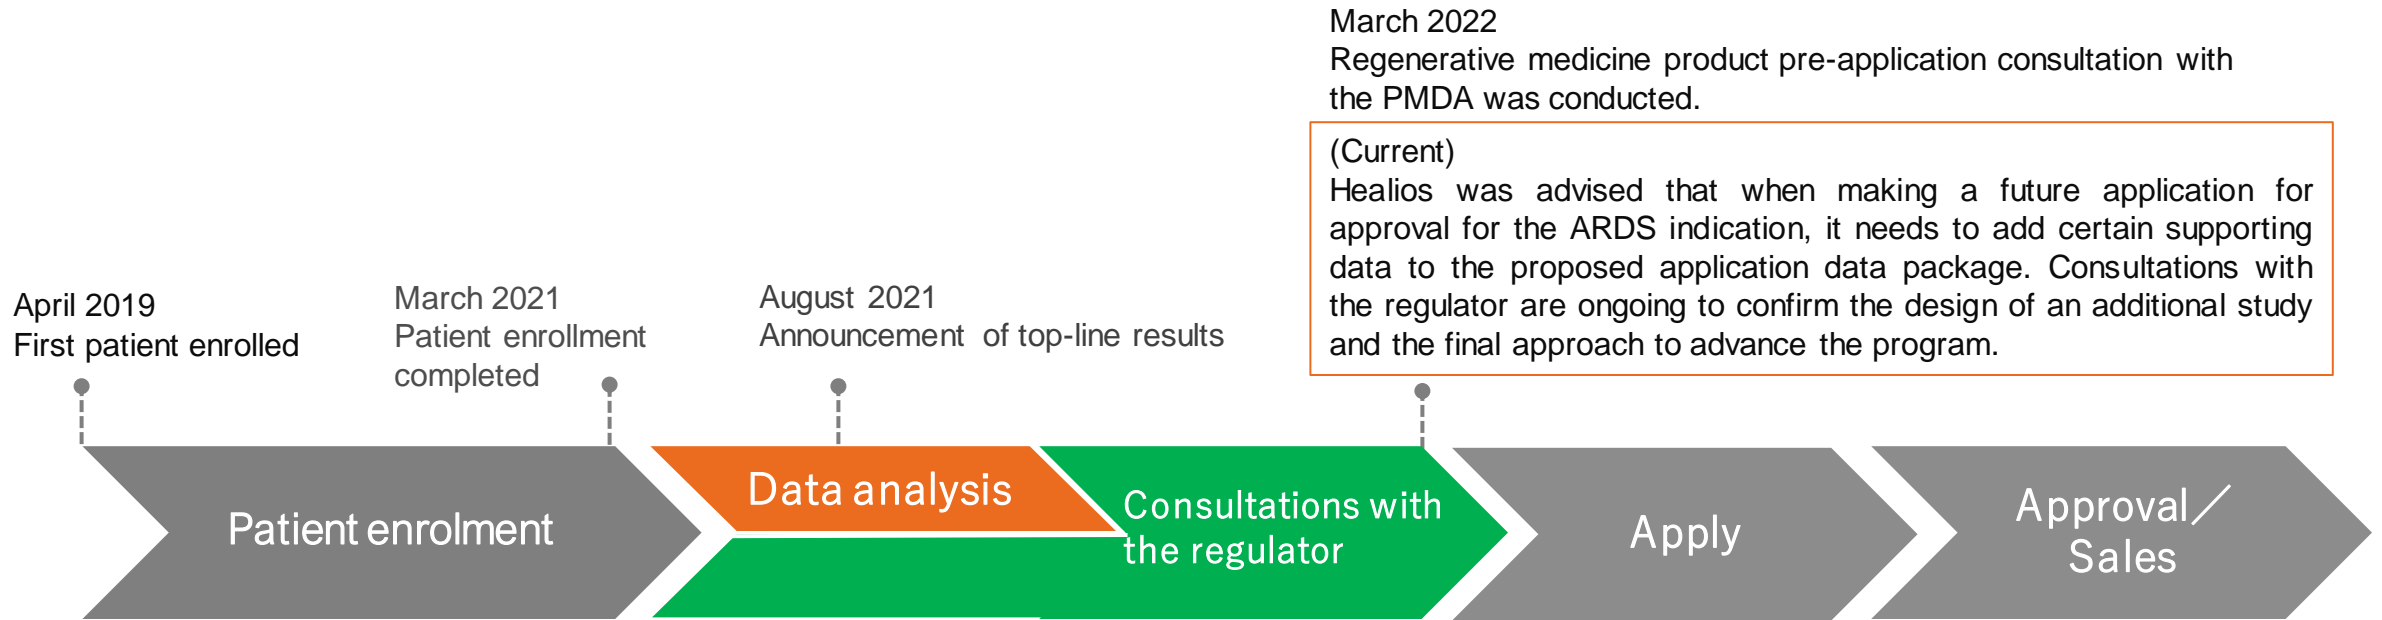 March 2022
Regenerative medicine product pre-application consultation with
the PMDA was conducted.
(Current)
Healios was advised that when making a future application for
approval for the ARDS indication, it needs to add certain supporting
data to the proposed application data package. Consultations with
the regulator are ongoing to confirm the design of an additional study
and the final approach to advance the program.
April 2019
First patient enrolled
March 2021
Patient enrollment
completed
August 2021
Announcement of top-line results
Patient enrolment
Data analysis
Consultations with
the regulator
Apply
Approval／
Sales